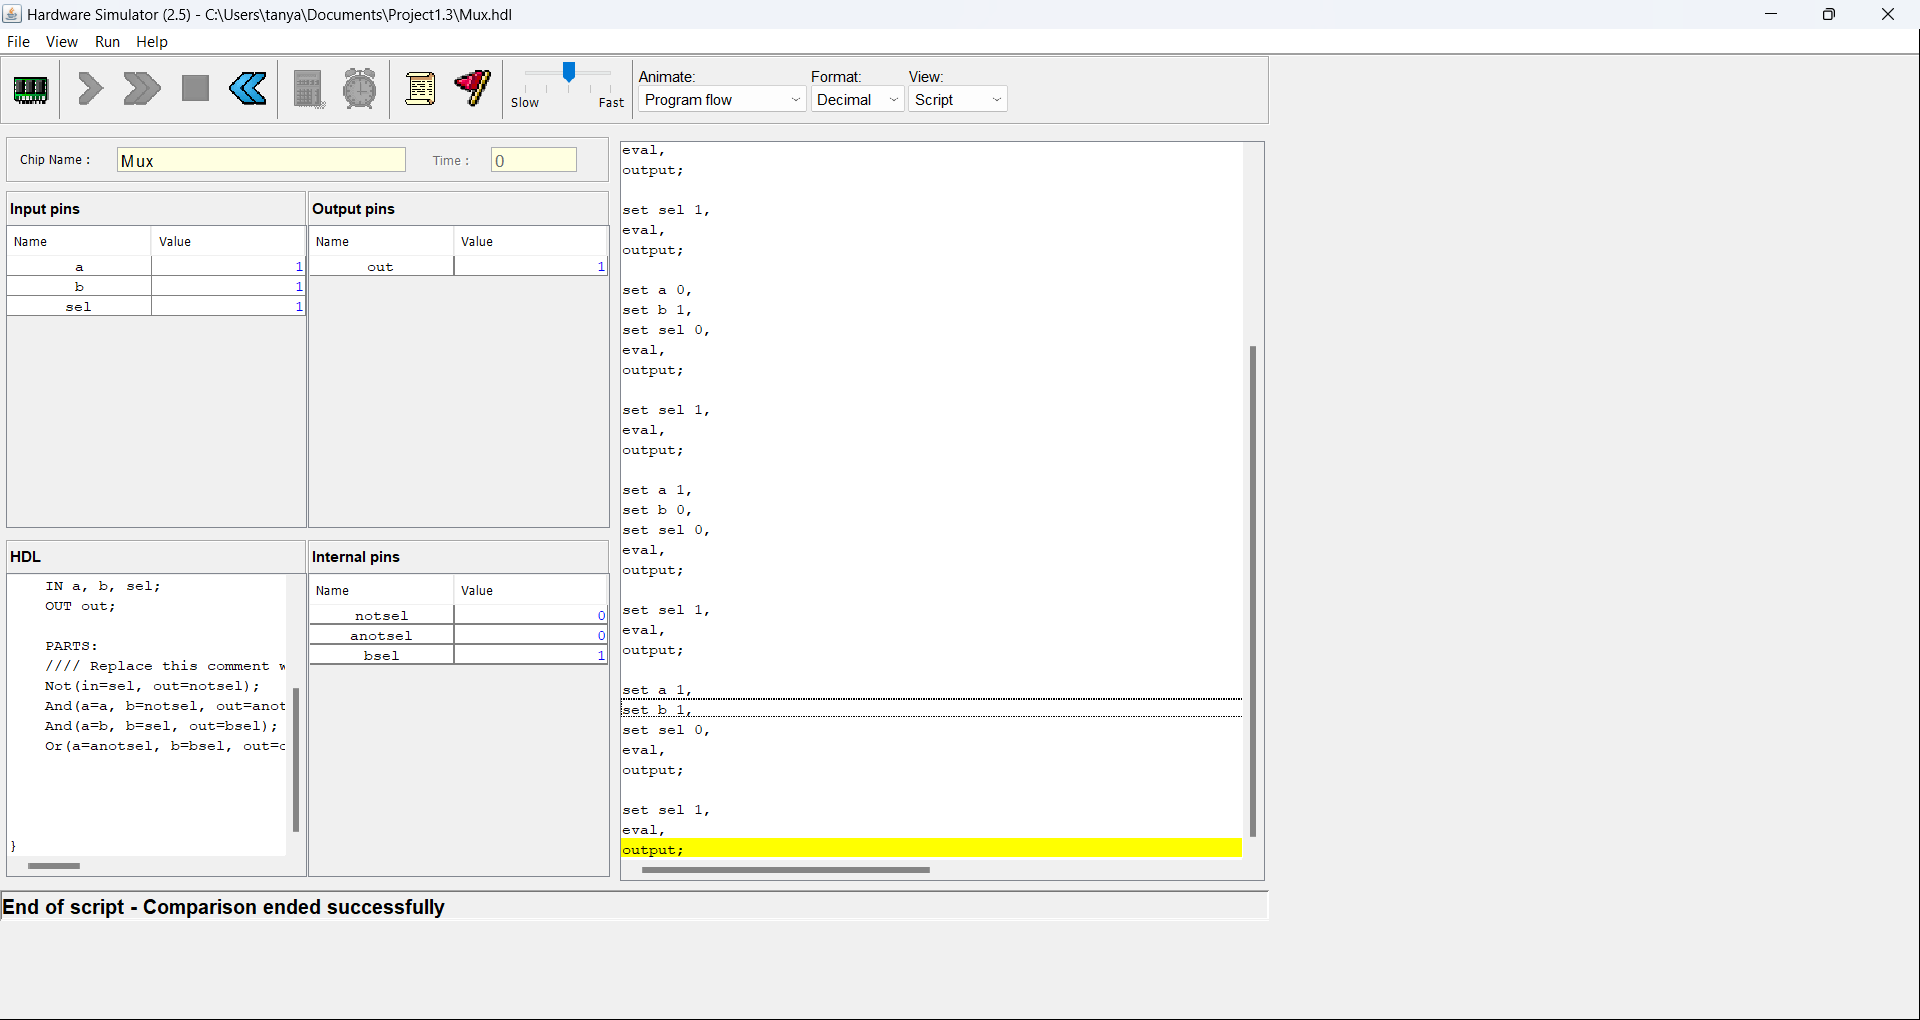 Hardware Simulator (2.5) - C:\Users\tanya\Documents\Project1.3\Mux.hdl
File View Run Help
Slow Fast
Animate: Format: View:
Program flow Decimal Script
Chip Name : Mux Time : 0
Input pins
Name Value
a 1
b 1
sel 1
Output pins
Name Value
out 1
HDL
IN a, b, sel;
OUT out;
PARTS:
//// Replace this comment w
Not(in=sel, out=notsel);
And(a=a, b=notsel, out=anot
And(a=b, b=sel, out=bsel);
Or(a=anotsel, b=bsel, out=o
}
Internal pins
Name Value
notsel 0
anotsel 0
bsel 1
eval,
output;
set sel 1,
eval,
output;
set a 0,
set b 1,
set sel 0,
eval,
output;
set sel 1,
eval,
output;
set a 1,
set b 0,
set sel 0,
eval,
output;
set sel 1,
eval,
output;
set a 1,
set b 1,
set sel 0,
eval,
output;
set sel 1,
eval,
output;
End of script - Comparison ended successfully